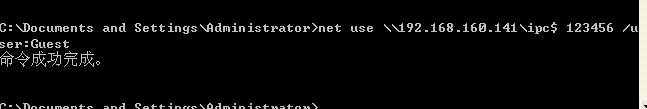 C:\Documents and Settings\Administrator>net use \\192.168.160.141\ipc$ 123456 /u
ser:Guest
命令成功完成。
C:\Documents and Settings\Administrator>